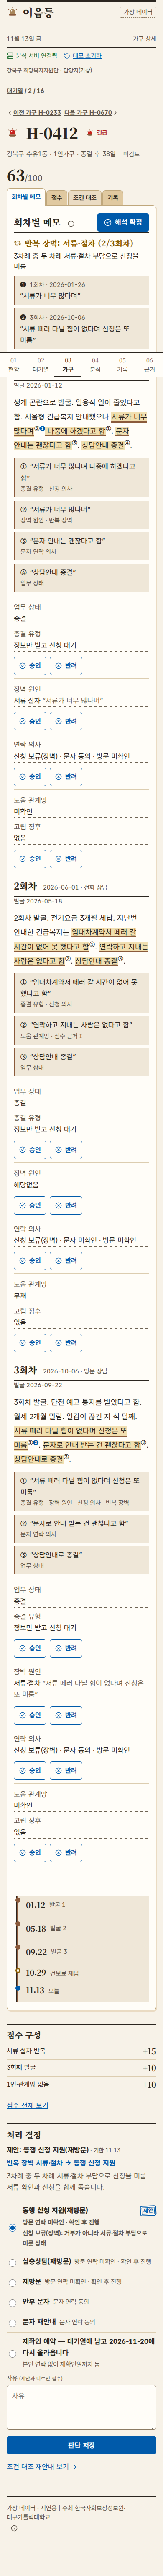 이음등
가상 데이터
11월 13일 금
가구 상세
분석 서버 연결됨
데모 초기화
강북구 희망복지지원단 · 담당자(가상)
대기열 / 2 / 16
이전 가구 H-0233
다음 가구 H-0670
H-0412
긴급
강북구 수유1동 · 1인가구 · 종결 후 38일
미검토
63/100
회차별 메모
점수
조건 대조
기록
회차별 메모
해석 확정
반복 장벽: 서류·절차 (2/3회차)
3차례 중 두 차례 서류·절차 부담으로 신청을 미룸
❶ 1회차 · 2026-01-26
“서류가 너무 많다며”
❷ 3회차 · 2026-10-06
“서류 떼러 다닐 힘이 없다며 신청은 또 미룸”
01
현황
02
대기열
03
가구
04
분석
05
기록
06
근거
발굴 2026-01-12
생계 곤란으로 발굴. 일용직 일이 줄었다고 함. 서울형 긴급복지 안내했으나 서류가 너무 많다며②❶ 나중에 하겠다고 함①. 문자 안내는 괜찮다고 함③. 상담안내 종결④.
① “서류가 너무 많다며 나중에 하겠다고 함”
종결 유형 · 신청 의사
② “서류가 너무 많다며”
장벽 원인 · 반복 장벽
③ “문자 안내는 괜찮다고 함”
문자 연락 의사
④ “상담안내 종결”
업무 상태
업무 상태
종결
종결 유형
정보만 받고 신청 대기
승인
반려
장벽 원인
서류·절차 “서류가 너무 많다며”
승인
반려
연락 의사
신청 보류(장벽) · 문자 동의 · 방문 미확인
승인
반려
도움 관계망
미확인
고립 징후
없음
승인
반려
2회차 2026-06-01 · 전화 상담
발굴 2026-05-18
2회차 발굴. 전기요금 3개월 체납. 지난번 안내한 긴급복지는 임대차계약서 떼러 갈 시간이 없어 못 했다고 함①. 연락하고 지내는 사람은 없다고 함②. 상담안내 종결③.
① “임대차계약서 떼러 갈 시간이 없어 못 했다고 함”
종결 유형 · 신청 의사
② “연락하고 지내는 사람은 없다고 함”
도움 관계망 · 점수 근거 I
③ “상담안내 종결”
업무 상태
업무 상태
종결
종결 유형
정보만 받고 신청 대기
승인
반려
장벽 원인
해당없음
승인
반려
연락 의사
신청 보류(장벽) · 문자 미확인 · 방문 미확인
승인
반려
도움 관계망
부재
고립 징후
없음
승인
반려
3회차 2026-10-06 · 방문 상담
발굴 2026-09-22
3회차 발굴. 단전 예고 통지를 받았다고 함. 월세 2개월 밀림. 일감이 끊긴 지 석 달째. 서류 떼러 다닐 힘이 없다며 신청은 또 미룸①❷. 문자로 안내 받는 건 괜찮다고 함②. 상담안내로 종결③.
① “서류 떼러 다닐 힘이 없다며 신청은 또 미룸”
종결 유형 · 장벽 원인 · 신청 의사 · 반복 장벽
② “문자로 안내 받는 건 괜찮다고 함”
문자 연락 의사
③ “상담안내로 종결”
업무 상태
업무 상태
종결
종결 유형
정보만 받고 신청 대기
승인
반려
장벽 원인
서류·절차 “서류 떼러 다닐 힘이 없다며 신청은 또 미룸”
승인
반려
연락 의사
신청 보류(장벽) · 문자 동의 · 방문 미확인
승인
반려
도움 관계망
미확인
고립 징후
없음
승인
반려
01.12 발굴 1
05.18 발굴 2
09.22 발굴 3
10.29 건보료 체납
11.13 오늘
점수 구성
서류·절차 반복 +15
3회째 발굴 +10
1인·관계망 없음 +10
점수 전체 보기
처리 결정
제안: 동행 신청 지원(재방문) · 기한 11.13
반복 장벽 서류·절차 → 동행 신청 지원
3차례 중 두 차례 서류·절차 부담으로 신청을 미룸. 서류 확인과 신청을 함께 돕습니다.
동행 신청 지원(재방문)
제안
방문 연락 미확인 · 확인 후 진행
신청 보류(장벽): 거부가 아니라 서류·절차 부담으로 미룬 상태
심층상담(재방문) 방문 연락 미확인 · 확인 후 진행
재방문 방문 연락 미확인 · 확인 후 진행
안부 문자 문자 연락 동의
문자 재안내 문자 연락 동의
재확인 예약 — 대기열에 남고 2026-11-20에 다시 올라옵니다
본인 연락 없이 재확인일까지 둠
사유 (제안과 다르면 필수)
사유
판단 저장
조건 대조·재안내 보기 →
가상 데이터 · 시연용 | 주최 한국사회보장정보원·대구가톨릭대학교